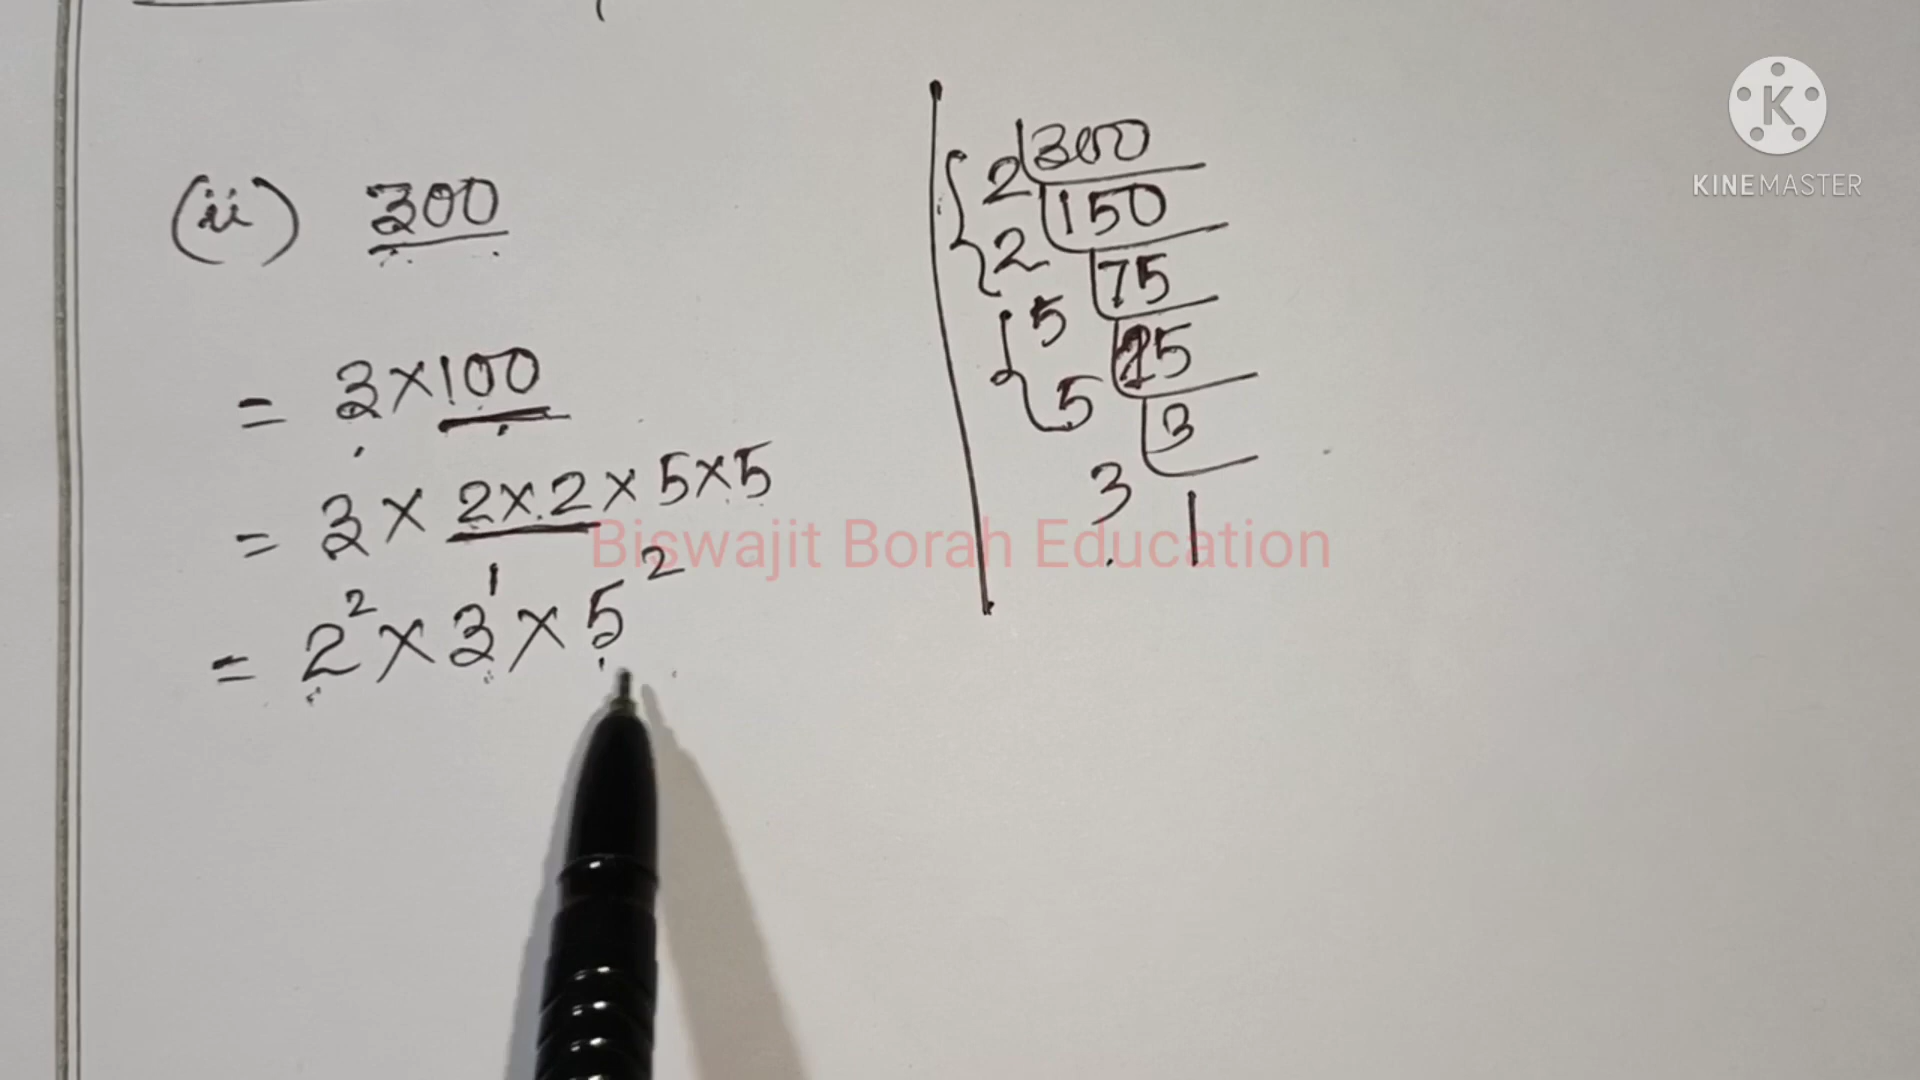 (ii) 300
= 3×100
= 3 × 2×2× 5×5
= 2² × 3¹ × 5²
2 300
2 150
75
5
5
3
3
1
K
KINEMASTER
Biswajit Borah Education